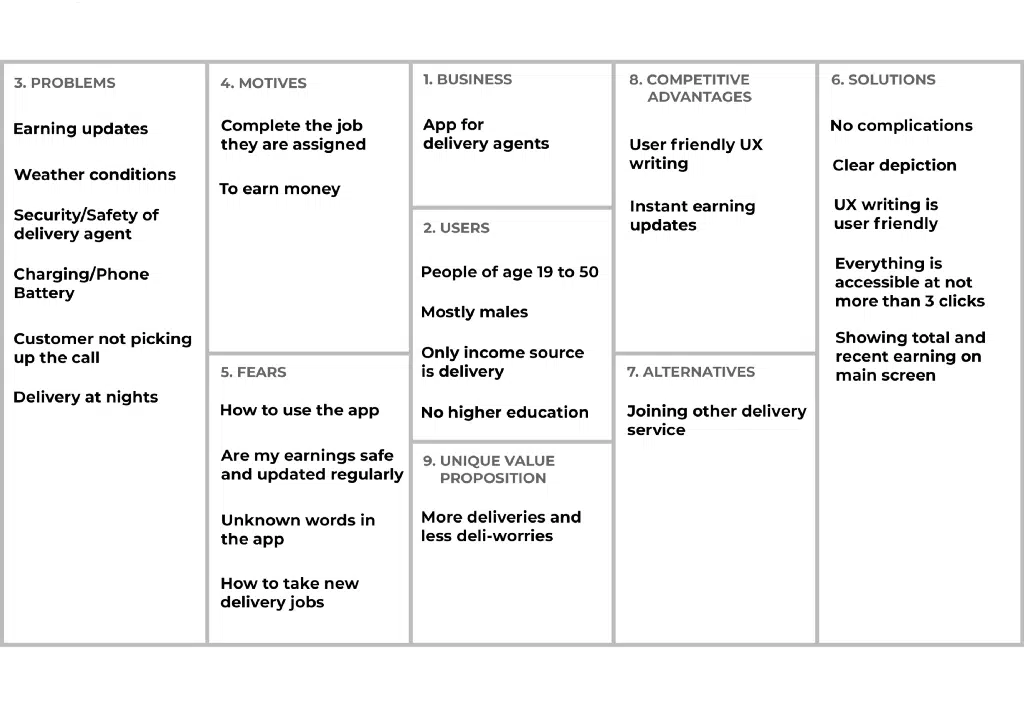 3. PROBLEMS
Earning updates
Weather conditions
Security/Safety of
delivery agent
Charging/Phone
Battery
Customer not picking
up the call
Delivery at nights
4. MOTIVES
Complete the job
they are assigned
To earn money
5. FEARS
How to use the app
Are my earnings safe
and updated regularly
Unknown words in
the app
How to take new
delivery jobs
1. BUSINESS
App for
delivery agents
2. USERS
People of age 19 to 50
Mostly males
Only income source
is delivery
No higher education
9. UNIQUE VALUE
PROPOSITION
More deliveries and
less deli-worries
8. COMPETITIVE
ADVANTAGES
User friendly UX
writing
Instant earning
updates
7. ALTERNATIVES
Joining other delivery
service
6. SOLUTIONS
No complications
Clear depiction
UX writing is
user friendly
Everything is
accessible at not
more than 3 clicks
Showing total and
recent earning on
main screen